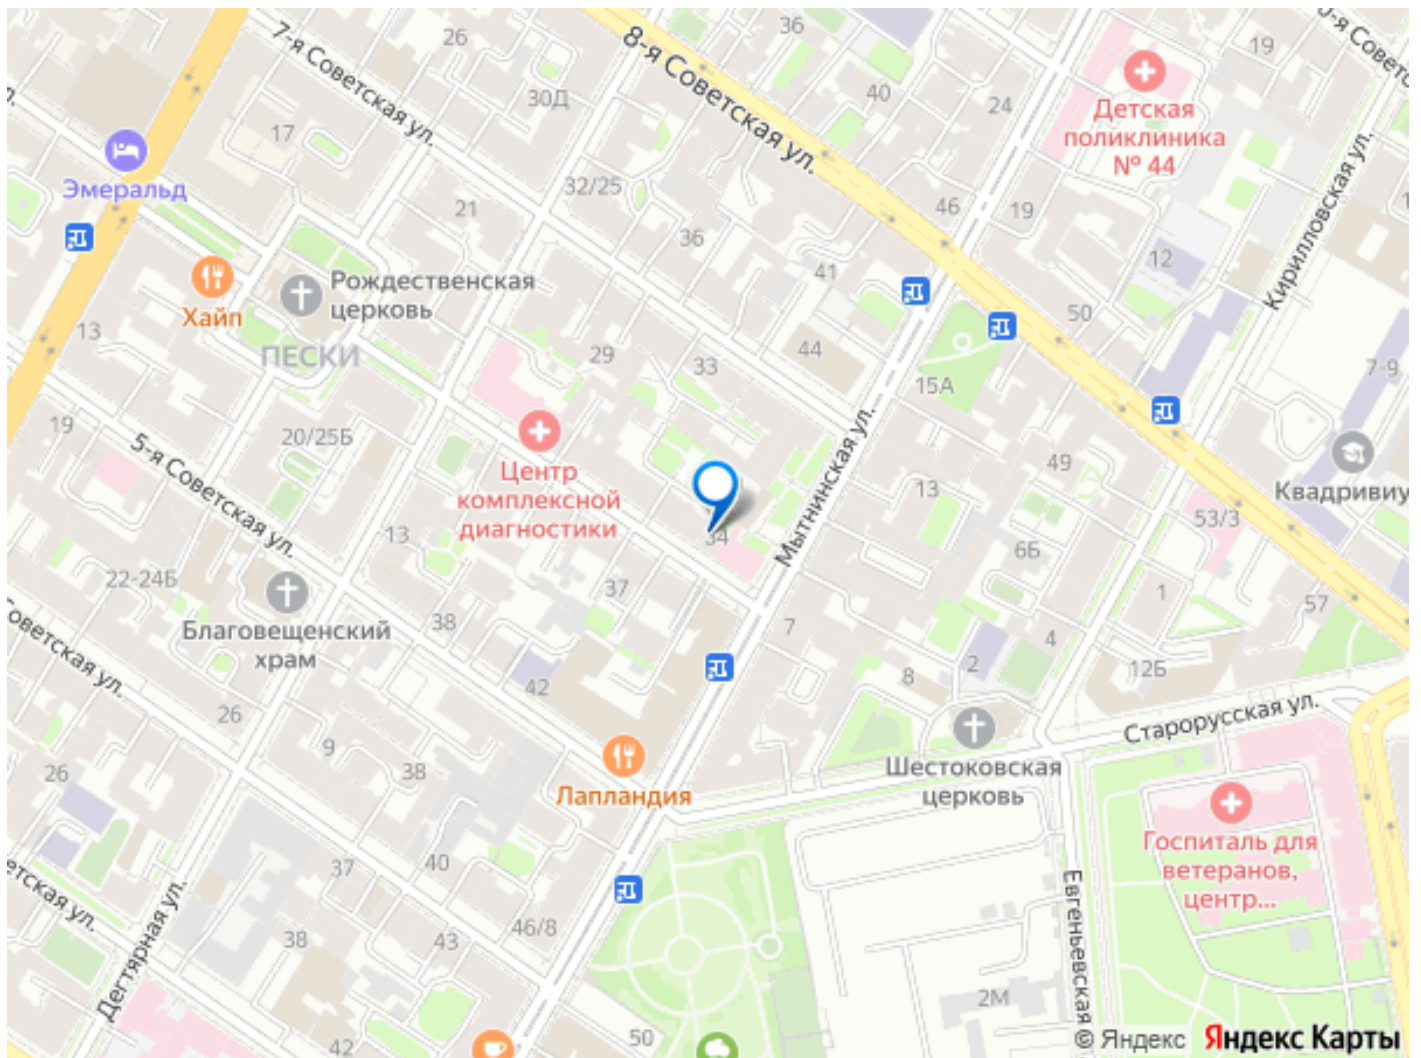 7-я Советская ул.
26
30Д
8-я Советская ул.
36
40
24
19
Детская
поликлиника
№ 44
Кирилловская ул.
17
Эмеральд
32/25
21
36
46
19
41
12
50
Рождественская
церковь
Хайп
13
ПЕСКИ
29
33
44
15А
7-9
19
5-я Советская ул.
20/25Б
Центр
комплексной
диагностики
34
Мытнинская ул.
13
49
53/3
13
22-24Б
Благовещенский
храм
38
37
7
6Б
1
57
4
2
8
12Б
Старорусская ул.
42
26
9
38
26
Лапландия
Шестоковская
церковь
Госпиталь для
ветеранов,
центр...
Евгеньевская
37
40
46/8
43
38
Дегтярная ул.
42
50
2М
© Яндекс
Яндекс Карты